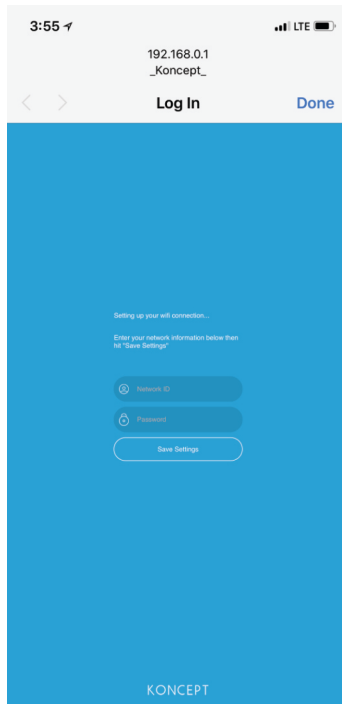 3:55 LTE
192.168.0.1
_Koncept_
Log In Done
Setting up your wifi connection...
Enter your network information below then
hit "Save Settings"
Network ID
Password
Save Settings
KONCEPT